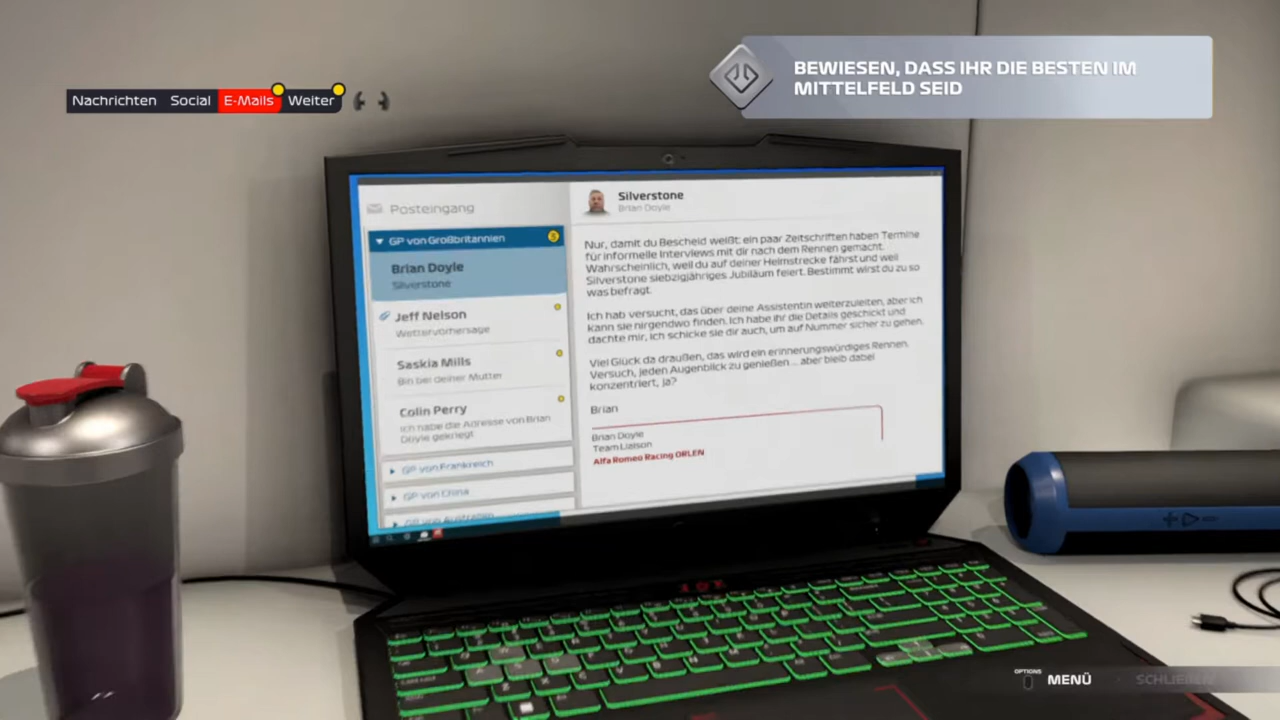 BEWIESEN, DASS IHR DIE BESTEN IM
MITTELFELD SEID
Nachrichten Social E-Mails Weiter
Posteingang
GP von Großbritannien 5
Brian Doyle
Silverstone
Jeff Nelson
Wettervorhersage
Saskia Mills
Bin bei deiner Mutter
Colin Perry
Ich habe die Adresse von Brian
Doyle gekriegt
GP von Frankreich
GP von China
GP von Australien
Silverstone
Brian Doyle
Nur, damit du Bescheid weißt: ein paar Zeitschriften haben Termine
für informelle Interviews mit dir nach dem Rennen gemacht.
Wahrscheinlich, weil du auf deiner Heimstrecke fährst und weil
Silverstone siebzigjähriges Jubiläum feiert. Bestimmt wirst du zu so
was befragt.
Ich hab versucht, das über deine Assistentin weiterzuleiten, aber ich
kann sie nirgendwo finden. Ich habe ihr die Details geschickt und
dachte mir, ich schicke sie dir auch, um auf Nummer sicher zu gehen.
Viel Glück da draußen, das wird ein erinnerungswürdiges Rennen.
Versuch, jeden Augenblick zu genießen... aber bleib dabei
konzentriert, ja?
Brian
Brian Doyle
Team Liaison
Alfa Romeo Racing ORLEN
OPTIONS
MENÜ
SCHLIEßEN